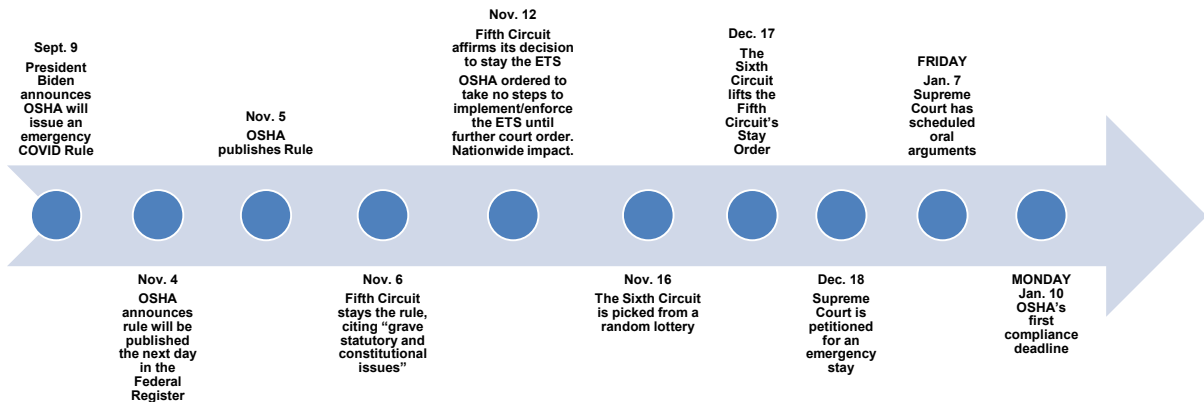 Sept. 9
President
Biden
announces
OSHA will
issue an
emergency
COVID Rule
Nov. 4
OSHA
announces
rule will be
published
the next day
in the
Federal
Register
Nov. 5
OSHA
publishes Rule
Nov. 6
Fifth Circuit
stays the rule,
citing “grave
statutory and
constitutional
issues”
Nov. 12
Fifth Circuit
affirms its decision
to stay the ETS
OSHA ordered to
take no steps to
implement/enforce
the ETS until
further court order.
Nationwide impact.
Nov. 16
The Sixth Circuit
is picked from a
random lottery
Dec. 17
The
Sixth
Circuit
lifts the
Fifth
Circuit’s
Stay
Order
Dec. 18
Supreme
Court is
petitioned
for an
emergency
stay
FRIDAY
Jan. 7
Supreme
Court has
scheduled
oral
arguments
MONDAY
Jan. 10
OSHA’s
first
compliance
deadline